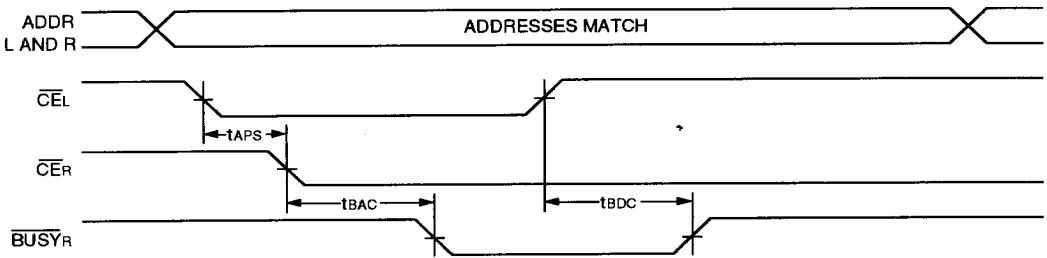 ADDR
L AND R
ADDRESSES MATCH
CEL
tAPS
CER
tBAC
tBDC
BUSYR